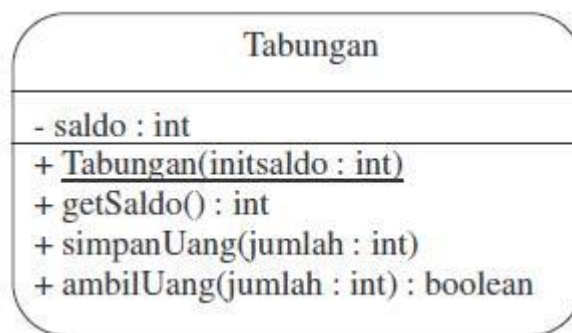 Tabungan
- saldo : int
+ Tabungan(initsaldo : int)
+ getSaldo() : int
+ simpanUang(jumlah : int)
+ ambilUang(jumlah : int) : boolean